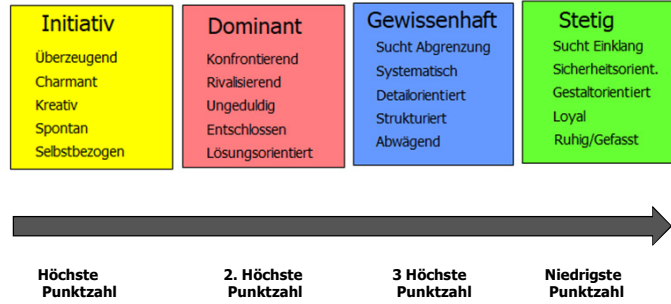 Initiativ
Überzeugend
Charmant
Kreativ
Spontan
Selbstbezogen
Dominant
Konfrontierend
Rivalisierend
Ungeduldig
Entschlossen
Lösungsorientiert
Gewissenhaft
Sucht Abgrenzung
Systematisch
Detailorientiert
Strukturiert
Abwägend
Stetig
Sucht Einklang
Sicherheitsorient.
Gestaltorientiert
Loyal
Ruhig/Gefasst
Höchste
Punktzahl
2. Höchste
Punktzahl
3 Höchste
Punktzahl
Niedrigste
Punktzahl